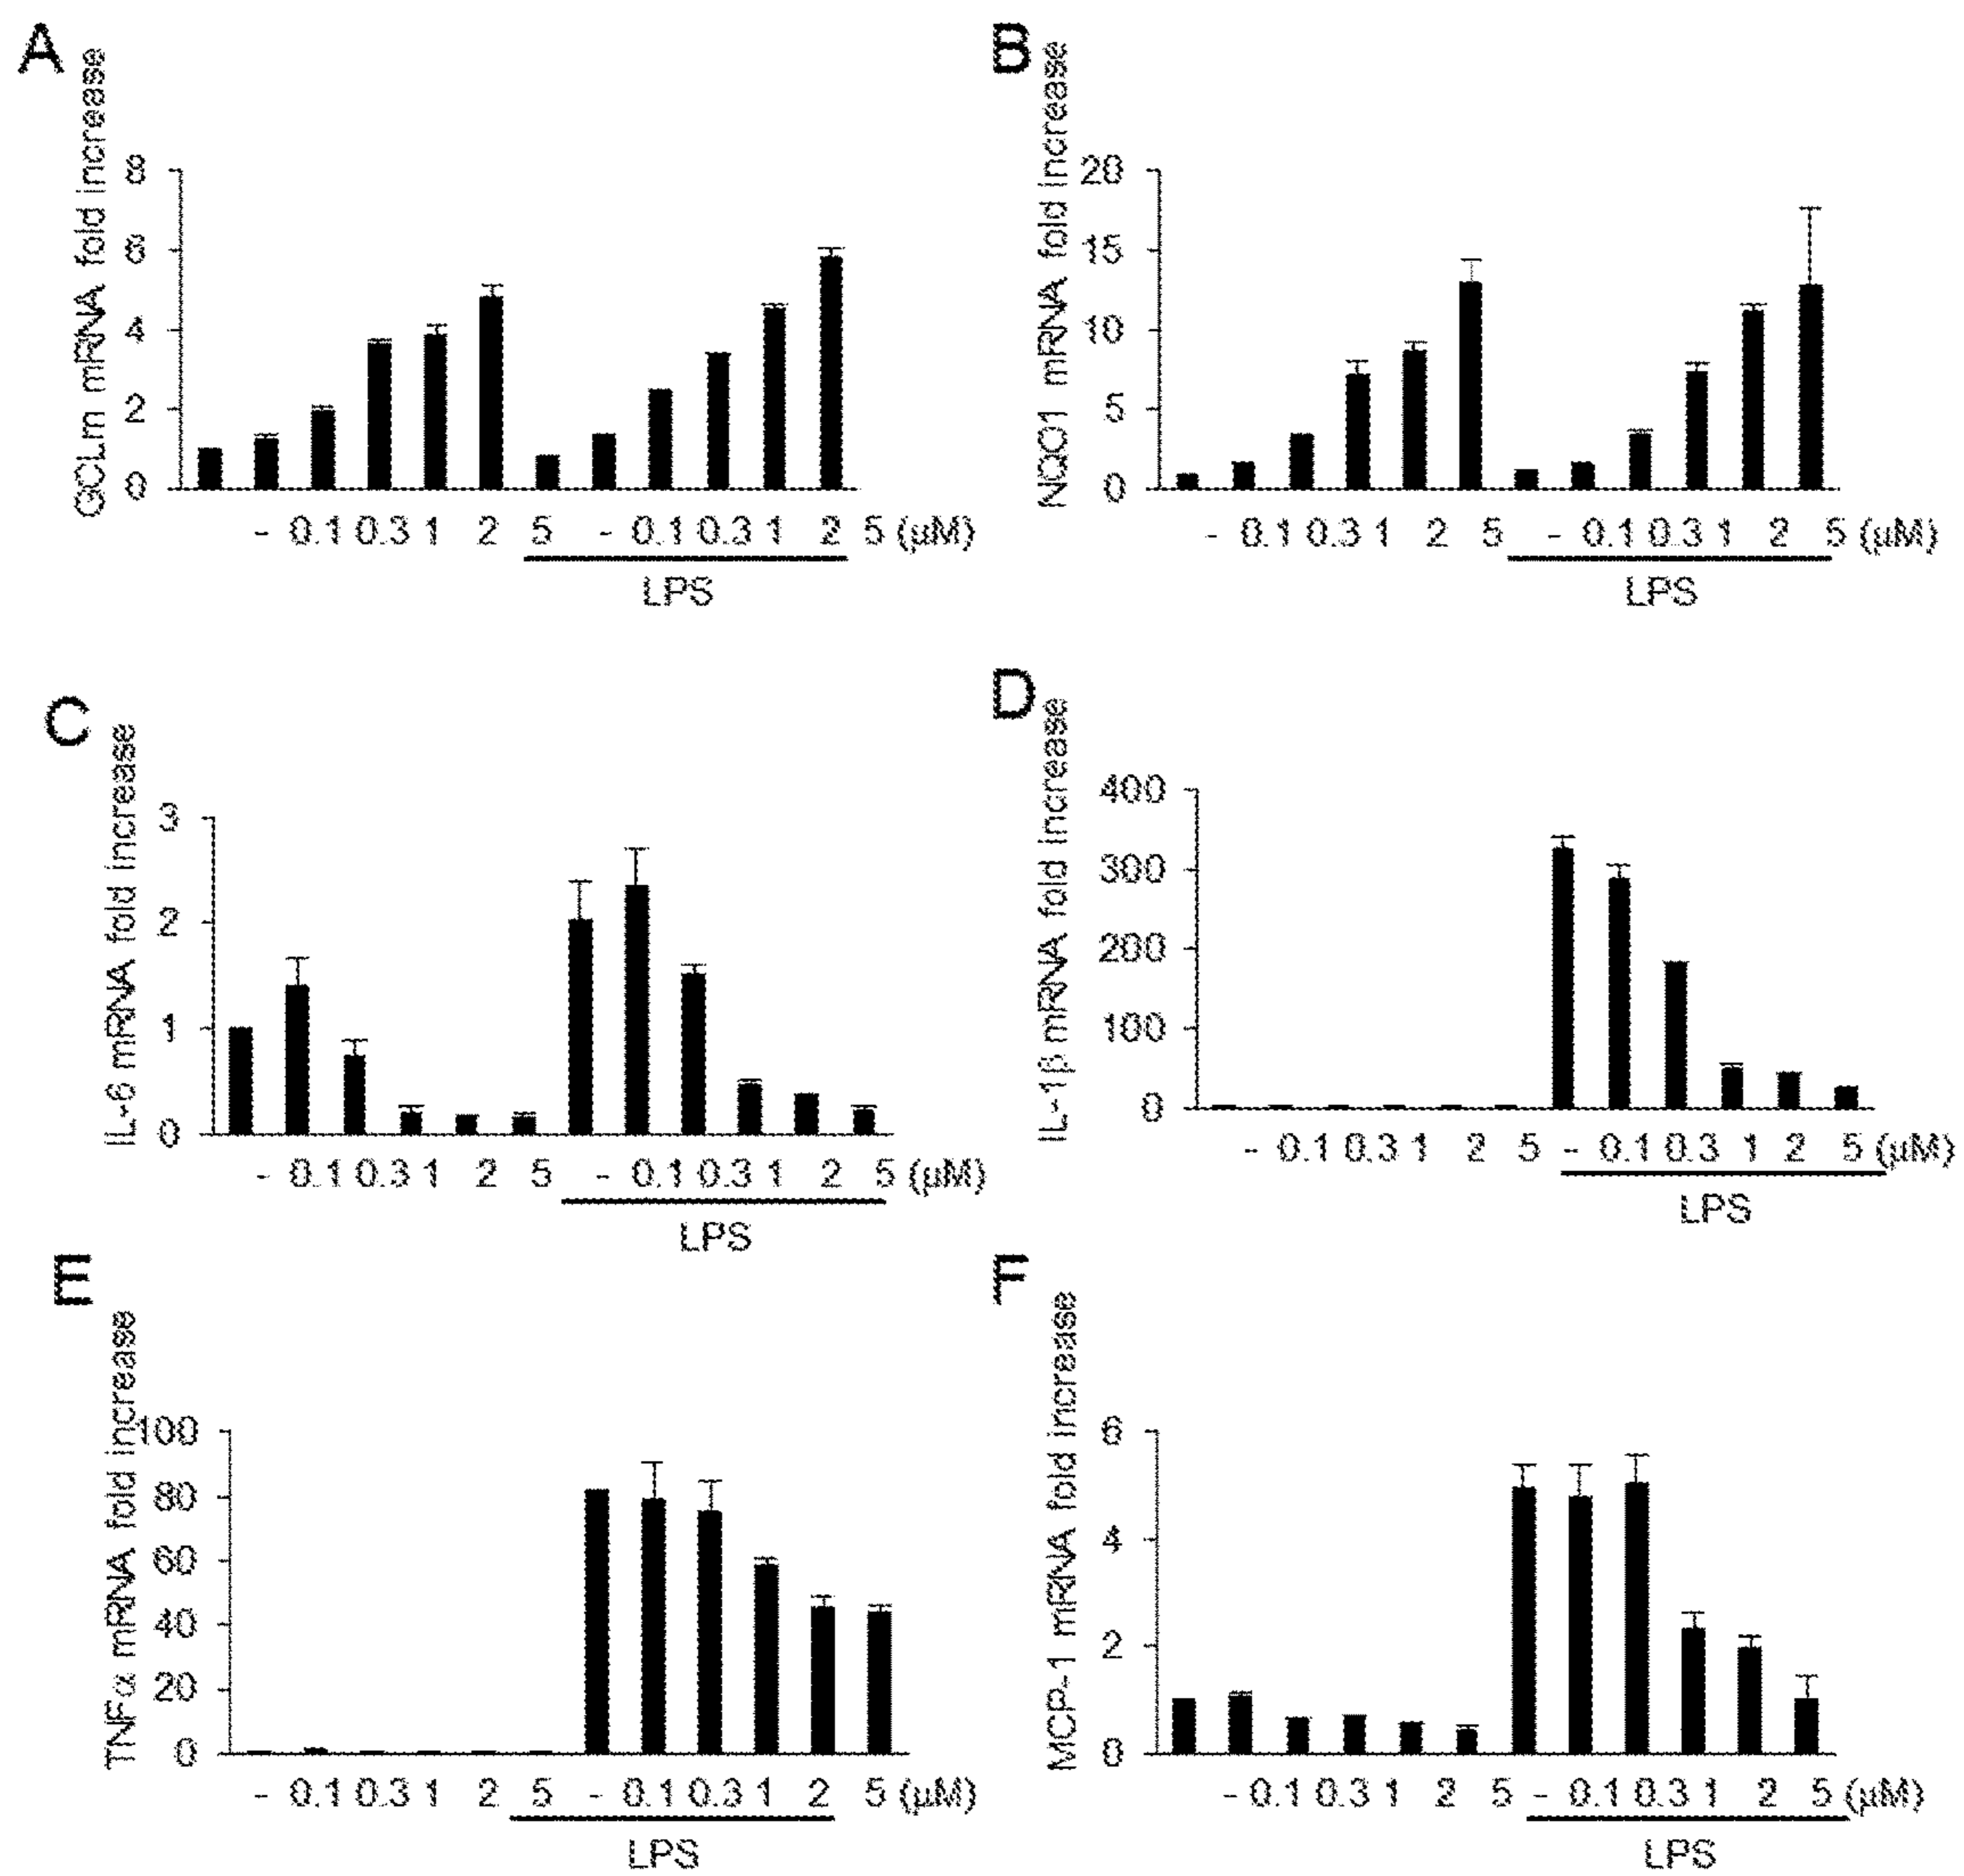 A
GCLm mRNA fold increase
8
6
4
2
0
- 0.1 0.3 1 2 5 - 0.1 0.3 1 2 5 (μM)
LPS
B
NQO1 mRNA fold increase
20
15
10
5
0
- 0.1 0.3 1 2 5 - 0.1 0.3 1 2 5 (μM)
LPS
C
IL-6 mRNA fold increase
3
2
1
0
- 0.1 0.3 1 2 5 - 0.1 0.3 1 2 5 (μM)
LPS
D
IL-1β mRNA fold increase
400
300
200
100
0
- 0.1 0.3 1 2 5 - 0.1 0.3 1 2 5 (μM)
LPS
E
TNFα mRNA fold increase
100
80
60
40
20
0
- 0.1 0.3 1 2 5 - 0.1 0.3 1 2 5 (μM)
LPS
F
MCP-1 mRNA fold increase
6
4
2
0
- 0.1 0.3 1 2 5 - 0.1 0.3 1 2 5 (μM)
LPS